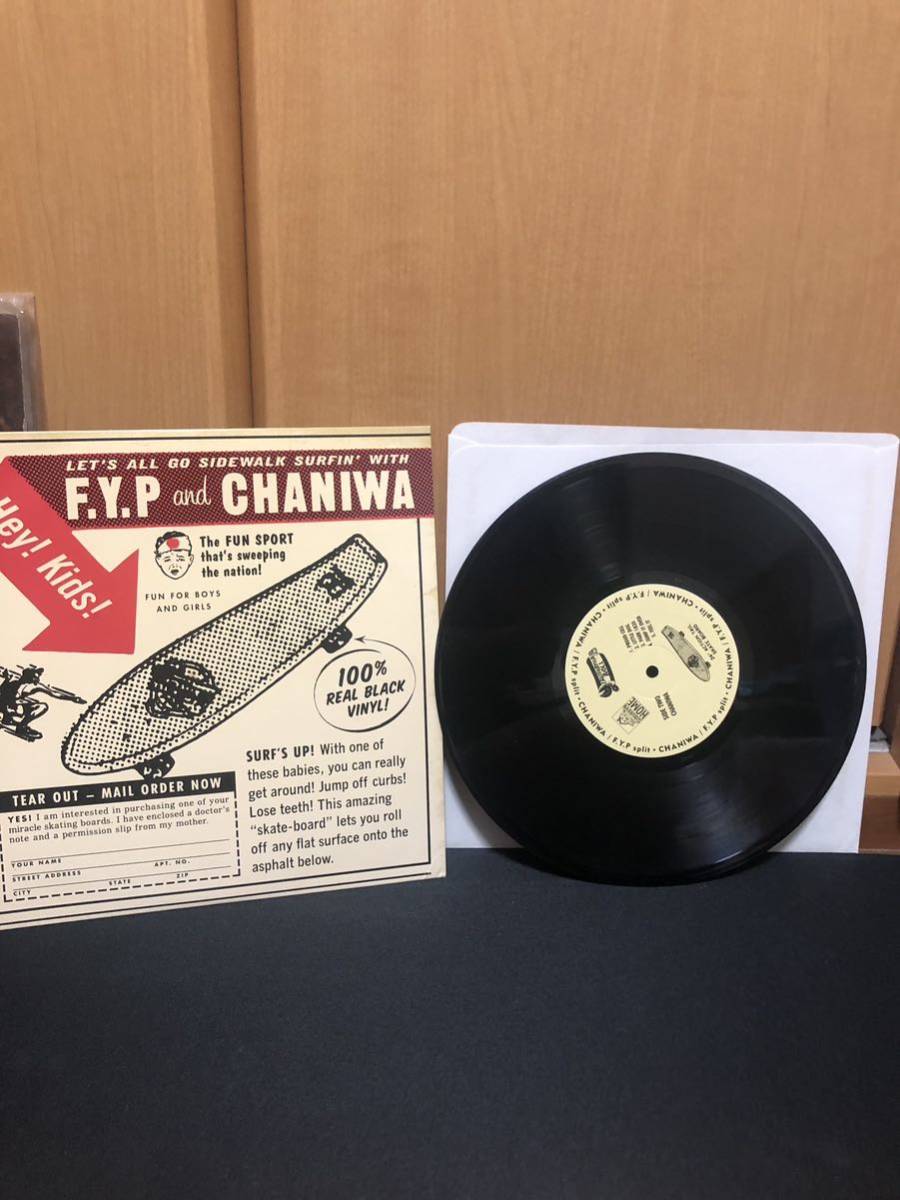 LET'S ALL GO SIDEWALK SURFIN' WITH
F.Y.P and CHANIWA
Hey! Kids!
The FUN SPORT
that's sweeping
the nation!
FUN FOR BOYS
AND GIRLS
100%
REAL BLACK
VINYL!
SURF'S UP! With one of
these babies, you can really
get around! Jump off curbs!
Lose teeth! This amazing
"skate-board" lets you roll
off any flat surface onto the
asphalt below.
TEAR OUT – MAIL ORDER NOW
YES! I am interested in purchasing one of your
miracle skating boards. I have enclosed a doctor's
note and a permission slip from my mother.
YOUR NAME
STREET ADDRESS APT. NO.
CITY STATE ZIP
CHANIWA / F.Y.P split • CHANIWA / F.Y.P split • CHANIWA / F.Y.P split • CHANIWA / F.Y.P split •
SIDE TWO
CHANIWA
HOME